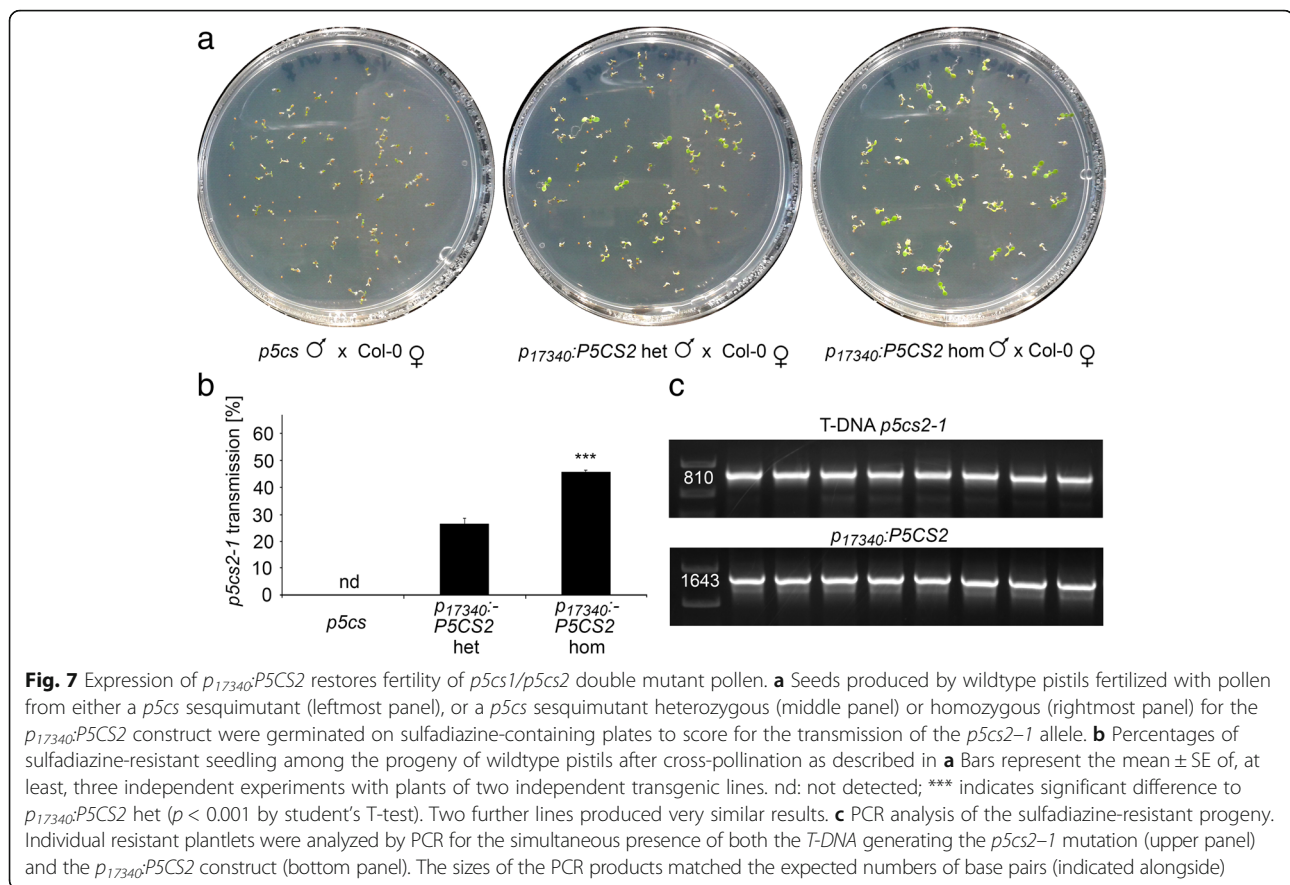 a
p5cs ♂ x Col-0 ♀
p17340:P5CS2 het ♂ x Col-0 ♀
p17340:P5CS2 hom ♂ x Col-0 ♀
b
p5cs2-1 transmission [%]
60
50
40
30
20
10
0
nd
***
p5cs
p17340:-
P5CS2
het
p17340:-
P5CS2
hom
c
T-DNA p5cs2-1
810
p17340:P5CS2
1643
Fig. 7 Expression of p17340:P5CS2 restores fertility of p5cs1/p5cs2 double mutant pollen. a Seeds produced by wildtype pistils fertilized with pollen
from either a p5cs sesquimutant (leftmost panel), or a p5cs sesquimutant heterozygous (middle panel) or homozygous (rightmost panel) for the
p17340:P5CS2 construct were germinated on sulfadiazine-containing plates to score for the transmission of the p5cs2–1 allele. b Percentages of
sulfadiazine-resistant seedling among the progeny of wildtype pistils after cross-pollination as described in a Bars represent the mean ± SE of, at
least, three independent experiments with plants of two independent transgenic lines. nd: not detected; *** indicates significant difference to
p17340:P5CS2 het (p < 0.001 by student's T-test). Two further lines produced very similar results. c PCR analysis of the sulfadiazine-resistant progeny.
Individual resistant plantlets were analyzed by PCR for the simultaneous presence of both the T-DNA generating the p5cs2–1 mutation (upper panel)
and the p17340:P5CS2 construct (bottom panel). The sizes of the PCR products matched the expected numbers of base pairs (indicated alongside)